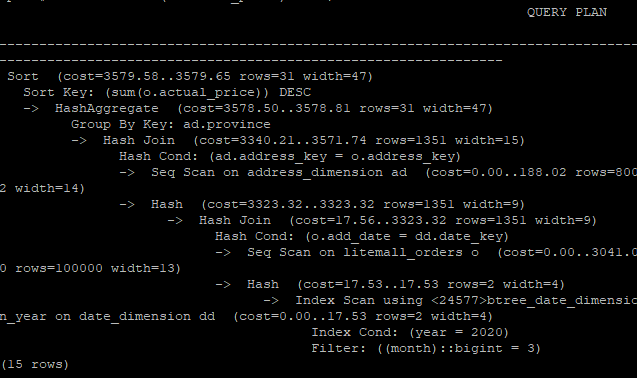 QUERY PLAN
--------------------------------------------------------------------------------
---------------------------------------------------------------
Sort  (cost=3579.58..3579.65 rows=31 width=47)
Sort Key: (sum(o.actual_price)) DESC
->  HashAggregate  (cost=3578.50..3578.81 rows=31 width=47)
Group By Key: ad.province
->  Hash Join  (cost=3340.21..3571.74 rows=1351 width=15)
Hash Cond: (ad.address_key = o.address_key)
->  Seq Scan on address_dimension ad  (cost=0.00..188.02 rows=800
2 width=14)
->  Hash  (cost=3323.32..3323.32 rows=1351 width=9)
->  Hash Join  (cost=17.56..3323.32 rows=1351 width=9)
Hash Cond: (o.add_date = dd.date_key)
->  Seq Scan on litemall_orders o  (cost=0.00..3041.0
0 rows=100000 width=13)
->  Hash  (cost=17.53..17.53 rows=2 width=4)
->  Index Scan using <24577>btree_date_dimensio
n_year on date_dimension dd  (cost=0.00..17.53 rows=2 width=4)
Index Cond: (year = 2020)
Filter: ((month)::bigint = 3)
(15 rows)